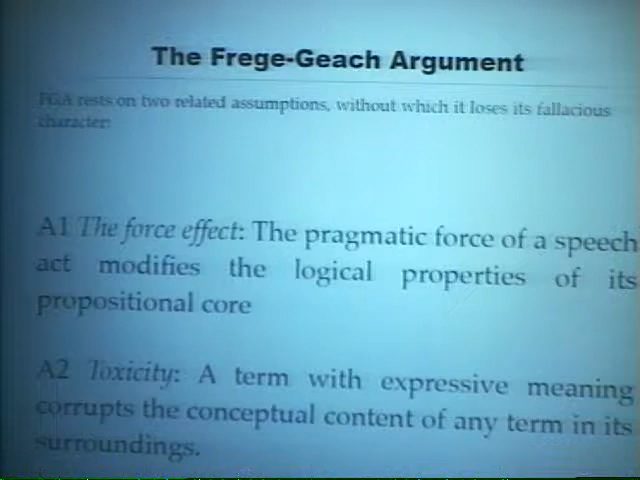 The Frege-Geach Argument
FGA rests on two related assumptions, without which it loses its fallacious
character:
A1 The force effect: The pragmatic force of a speech
act modifies the logical properties of its
propositional core
A2 Toxicity: A term with expressive meaning
corrupts the conceptual content of any term in its
surroundings.